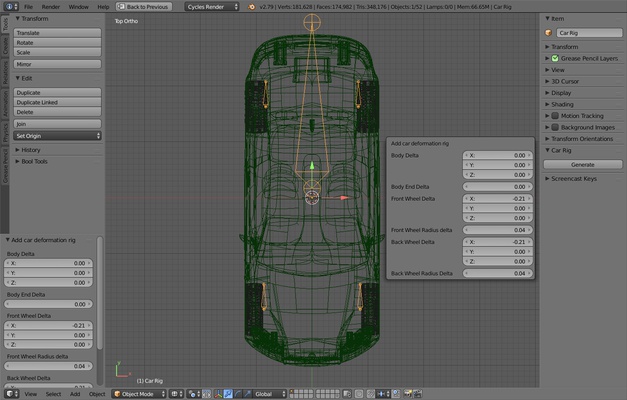 File Render Window Help
Back to Previous
Cycles Render
v2.79 | Verts:181,628 | Faces:174,982 | Tris:348,176 | Objects:1/52 | Lamps:0/0 | Mem:66.65M | Car Rig
Tools
Create
Relations
Animation
Physics
Grease Pencil
Transform
Translate
Rotate
Scale
Mirror
Edit
Duplicate
Duplicate Linked
Delete
Join
Set Origin
History
Bool Tools
Add car deformation rig
Body Delta
X: 0.00
Y: 0.00
Z: 0.00
Body End Delta
0.00
Front Wheel Delta
X: -0.21
Y: 0.00
Z: 0.00
Front Wheel Radius delta
0.04
Back Wheel Delta
X: -0.21
Top Ortho
Add car deformation rig
Body Delta X: 0.00
Y: 0.00
Z: 0.00
Body End Delta 0.00
Front Wheel Delta X: -0.21
Y: 0.00
Z: 0.00
Front Wheel Radius delta 0.04
Back Wheel Delta X: -0.21
Y: 0.00
Z: 0.00
Back Wheel Radius Delta 0.04
(1) Car Rig
Item
Car Rig
Transform
Grease Pencil Layers
View
3D Cursor
Display
Shading
Motion Tracking
Background Images
Transform Orientations
Car Rig
Generate
Screencast Keys
View Select Add Object Object Mode Global